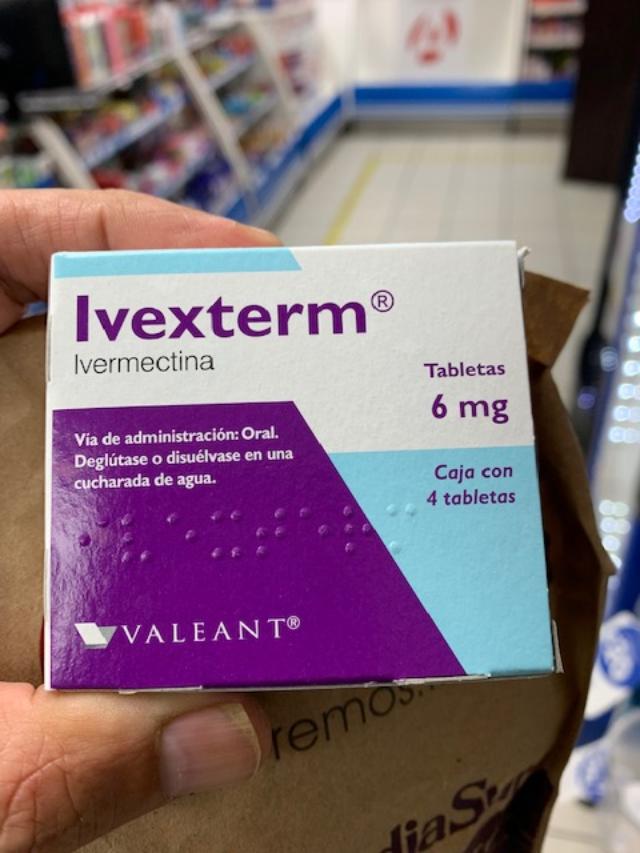 Ivexterm®
Ivermectina
Tabletas
6 mg
Vía de administración: Oral.
Deglútase o disuélvase en una
cucharada de agua.
Caja con
4 tabletas
VALEANT®
remos.